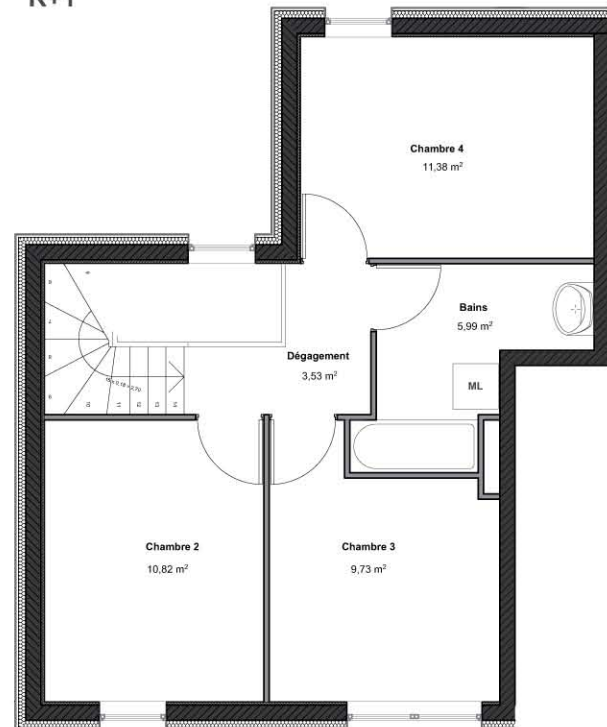 R+1
Chambre 4
11,38 m²
Bains
5,99 m²
Dégagement
3,53 m²
ML
Chambre 2
10,82 m²
Chambre 3
9,73 m²